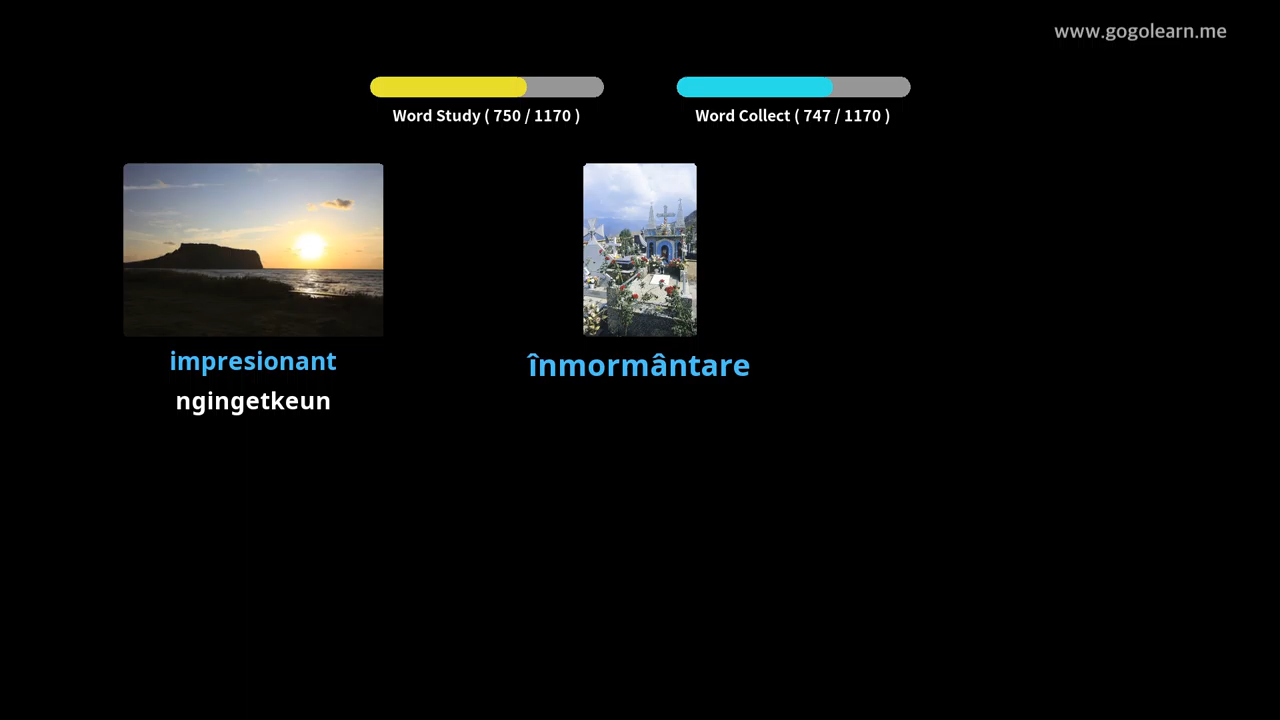 www.gogolearn.me
Word Study ( 750 / 1170 )
Word Collect ( 747 / 1170 )
impresionant
ngingetkeun
înmormântare